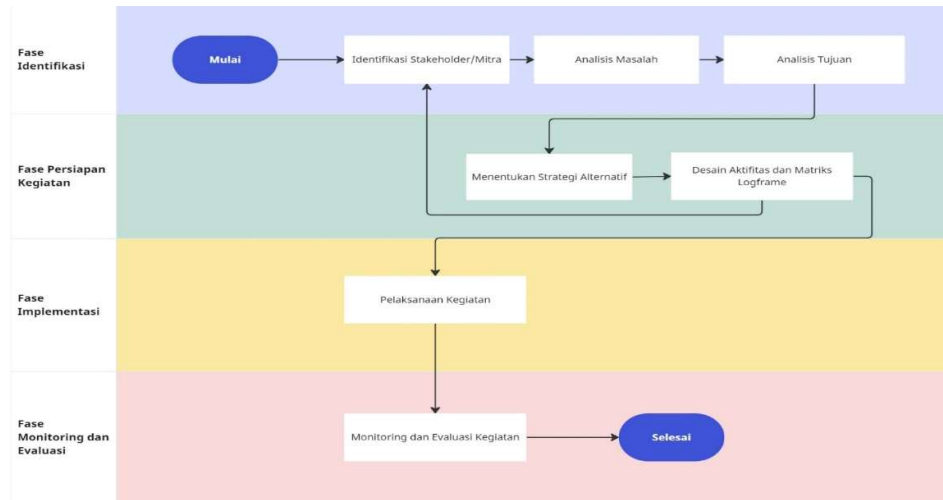 Fase
Identifikasi
Mulai
Identifikasi Stakeholder/Mitra
Analisis Masalah
Analisis Tujuan
Fase Persiapan
Kegiatan
Menentukan Strategi Alternatif
Desain Aktifitas dan Matriks
Logframe
Fase
Implementasi
Pelaksanaan Kegiatan
Fase
Monitoring dan
Evaluasi
Monitoring dan Evaluasi Kegiatan
Selesai